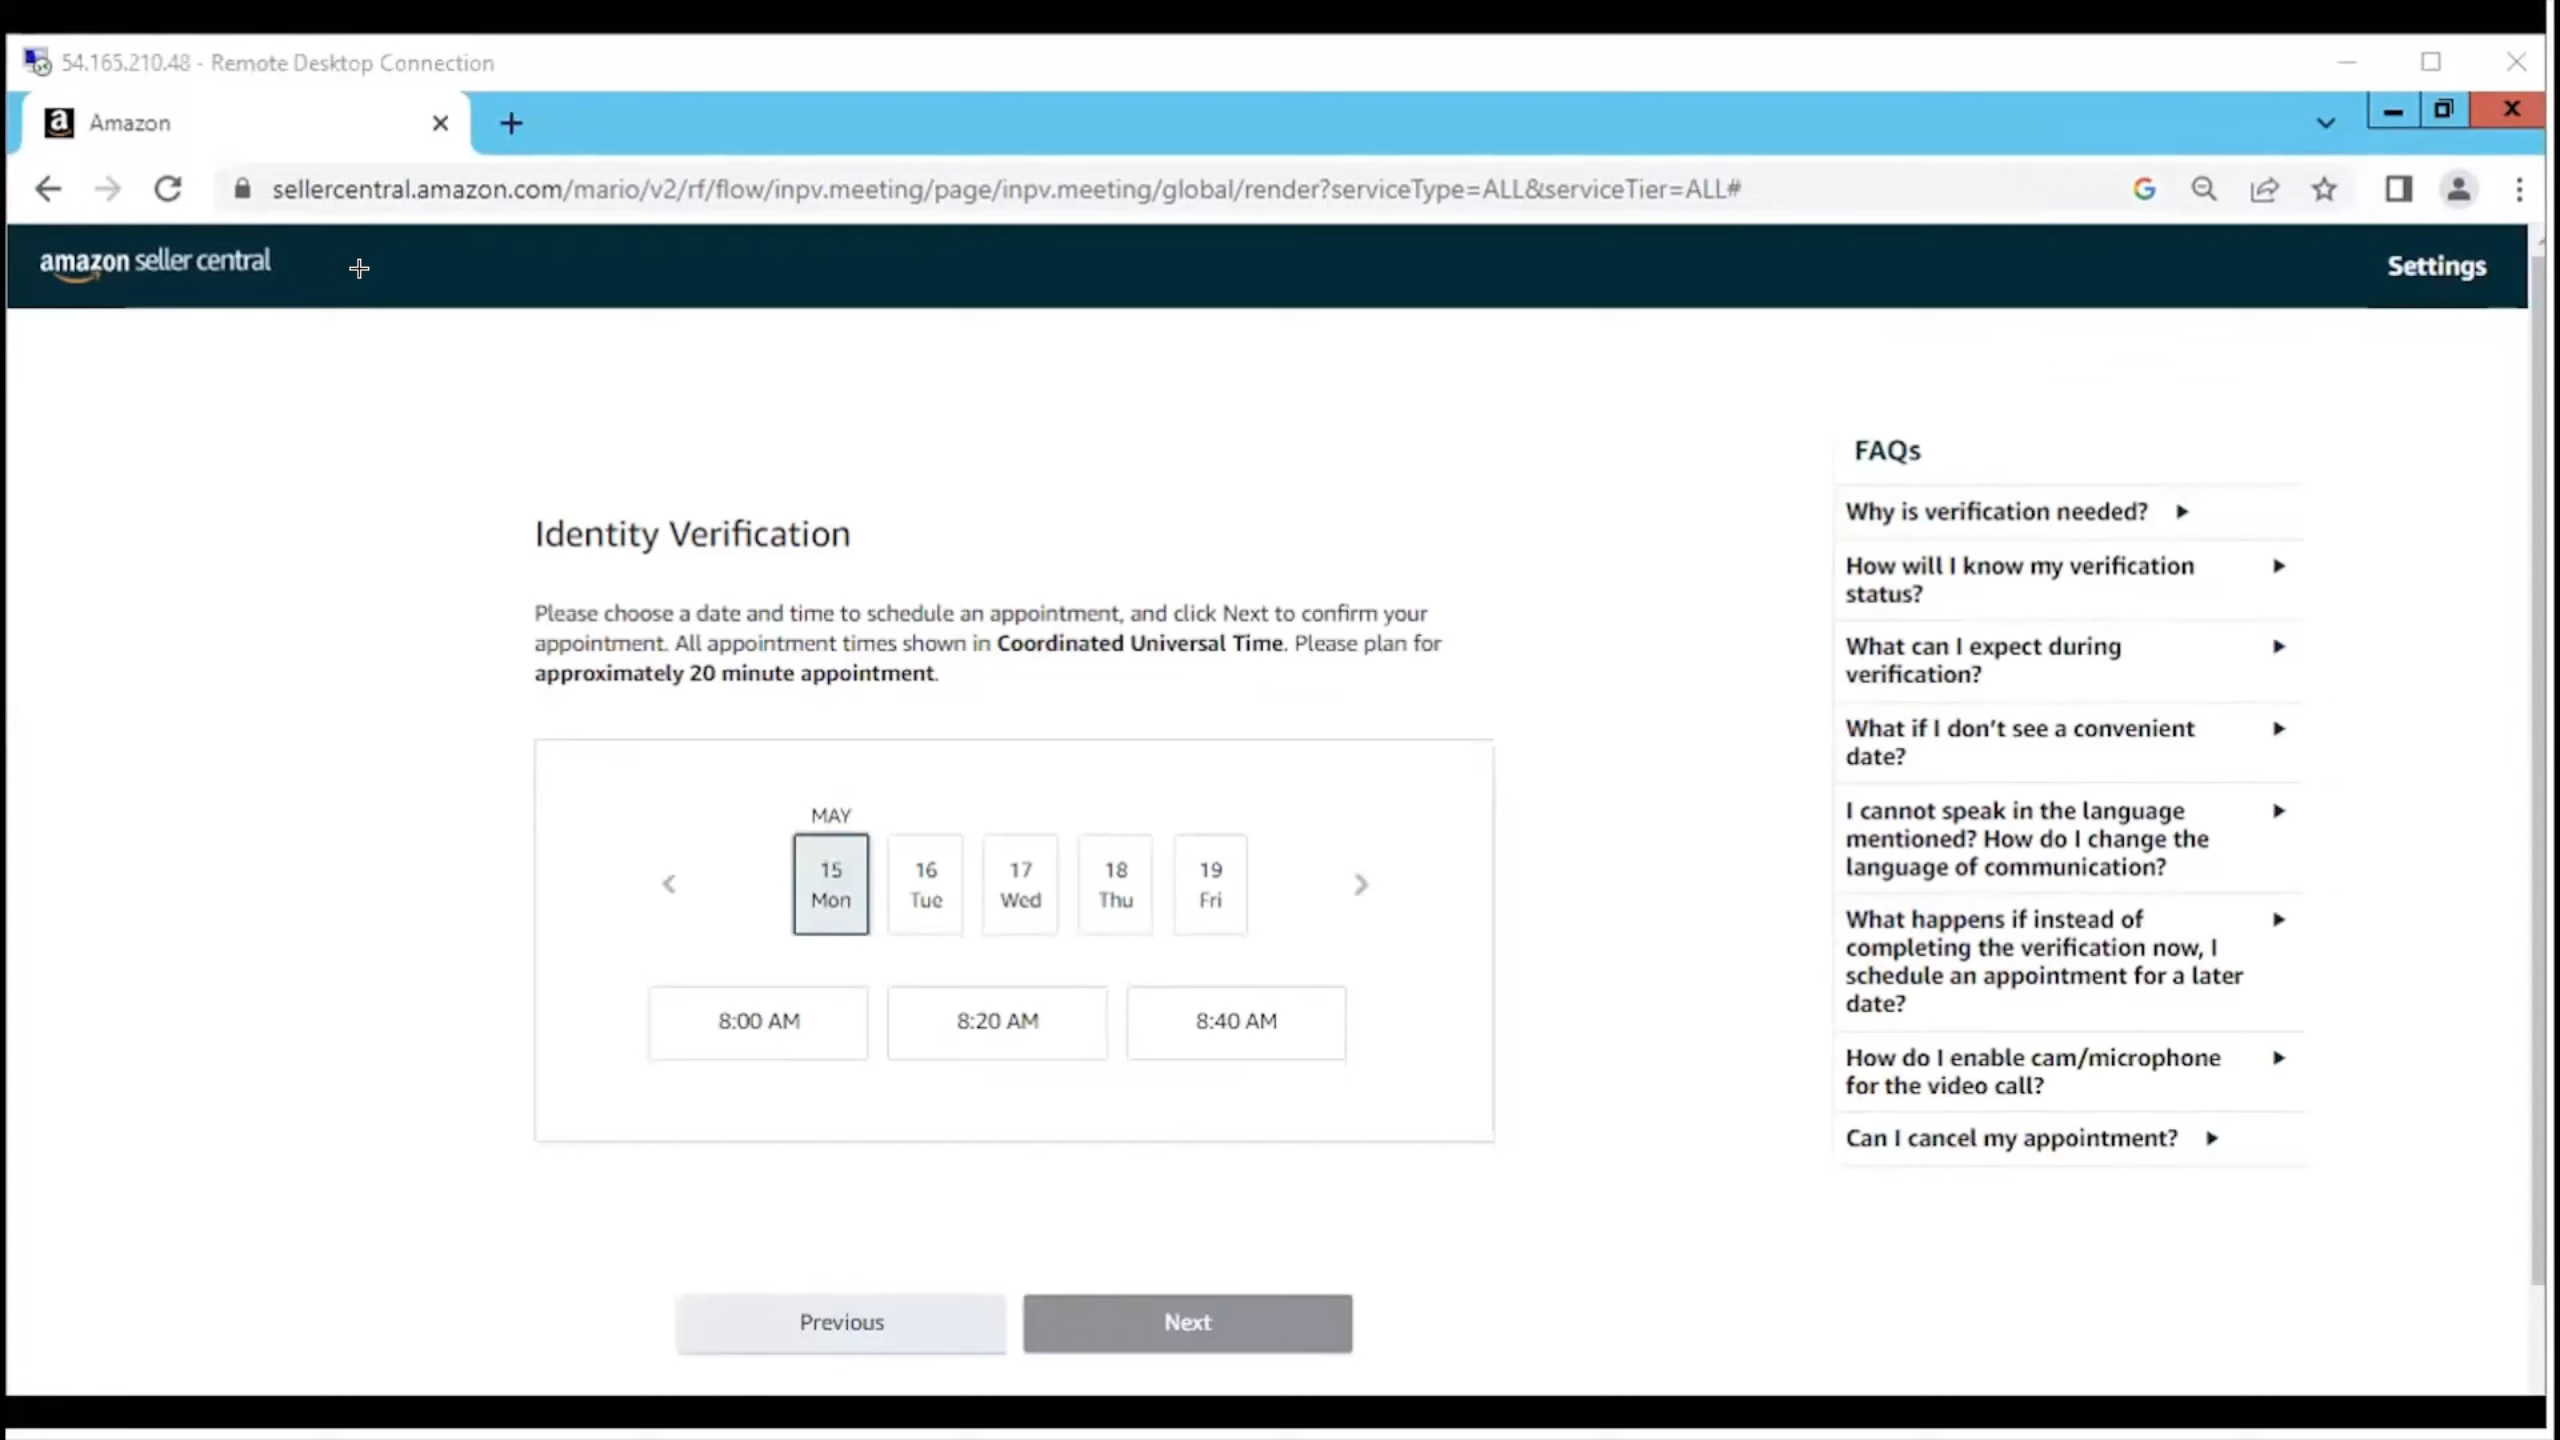 54.165.210.48 - Remote Desktop Connection
Amazon
sellercentral.amazon.com/mario/v2/rf/flow/inpv.meeting/page/inpv.meeting/global/render?serviceType=ALL&serviceTier=ALL#
amazon seller central
Settings
Identity Verification
Please choose a date and time to schedule an appointment, and click Next to confirm your
appointment. All appointment times shown in Coordinated Universal Time. Please plan for
approximately 20 minute appointment.
MAY
15 16 17 18 19
Mon Tue Wed Thu Fri
8:00 AM 8:20 AM 8:40 AM
Previous
Next
FAQs
Why is verification needed?
How will I know my verification
status?
What can I expect during
verification?
What if I don't see a convenient
date?
I cannot speak in the language
mentioned? How do I change the
language of communication?
What happens if instead of
completing the verification now, I
schedule an appointment for a later
date?
How do I enable cam/microphone
for the video call?
Can I cancel my appointment?